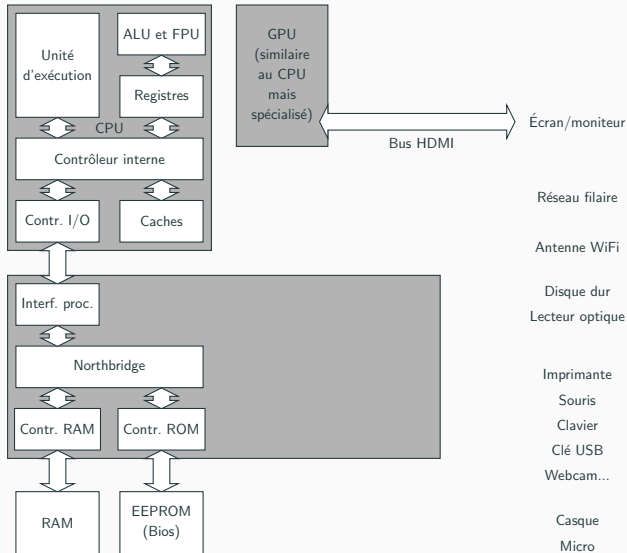 Unité
d'exécution
ALU et FPU
Registres
CPU
Contrôleur interne
Contr. I/O
Caches
GPU
(similaire
au CPU
mais
spécialisé)
Bus HDMI
Écran/moniteur
Réseau filaire
Antenne WiFi
Disque dur
Lecteur optique
Interf. proc.
Northbridge
Contr. RAM
Contr. ROM
RAM
EEPROM
(Bios)
Imprimante
Souris
Clavier
Clé USB
Webcam...
Casque
Micro